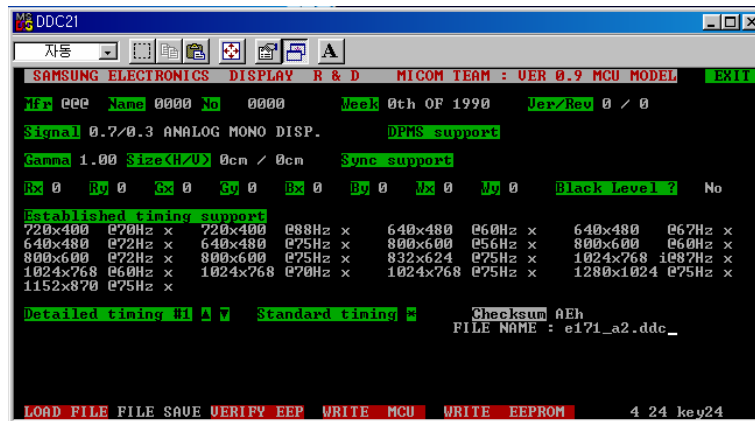 DDC21
자동 A
SAMSUNG ELECTRONICS DISPLAY R & D MICOM TEAM : VER 0.9 MCU MODEL EXIT
Mfr @@@ Name 0000 No 0000 Week 0th OF 1990 Ver/Rev 0 / 0
Signal 0.7/0.3 ANALOG MONO DISP. DPMS support
Gamma 1.00 Size(H/V) 0cm / 0cm Sync support
Rx 0 Ry 0 Gx 0 Gy 0 Bx 0 By 0 Wx 0 Wy 0 Black Level ? No
Established timing support
720x400 @70Hz x 720x400 @88Hz x 640x480 @60Hz x 640x480 @67Hz x
640x480 @72Hz x 640x480 @75Hz x 800x600 @56Hz x 800x600 @60Hz x
800x600 @72Hz x 800x600 @75Hz x 832x624 @75Hz x 1024x768 i@87Hz x
1024x768 @60Hz x 1024x768 @70Hz x 1024x768 @75Hz x 1280x1024 @75Hz x
1152x870 @75Hz x
Detailed timing #1 ▲ ▼ Standard timing * Checksum AEh
FILE NAME : e171_a2.ddc_
LOAD FILE FILE SAVE VERIFY EEP WRITE MCU WRITE EEPROM 4 24 key24